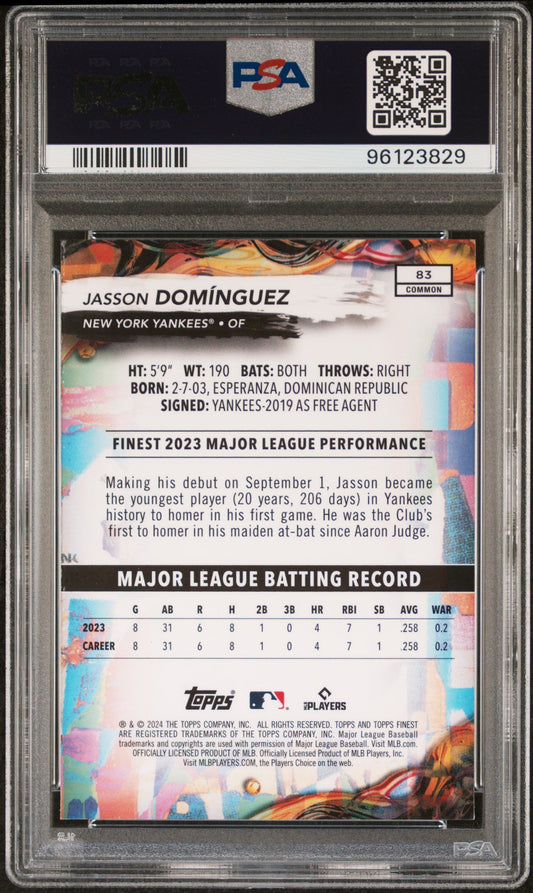 PSA PSA PSA
PSA
PSA PSA PSA
PSA
96123829
83
COMMON
JASSON DOMÍNGUEZ
NEW YORK YANKEES® • OF
HT: 5'9" WT: 190 BATS: BOTH THROWS: RIGHT
BORN: 2-7-03, ESPERANZA, DOMINICAN REPUBLIC
SIGNED: YANKEES-2019 AS FREE AGENT
FINEST 2023 MAJOR LEAGUE PERFORMANCE
Making his debut on September 1, Jasson became
the youngest player (20 years, 206 days) in Yankees
history to homer in his first game. He was the Club's
first to homer in his maiden at-bat since Aaron Judge.
MAJOR LEAGUE BATTING RECORD
G AB R H 2B 3B HR RBI SB AVG WAR
2023 8 31 6 8 1 0 4 7 1 .258 0.2
CAREER 8 31 6 8 1 0 4 7 1 .258 0.2
Topps® MLB PLAYERS
® & © 2024 THE TOPPS COMPANY, INC. ALL RIGHTS RESERVED. TOPPS AND TOPPS FINEST
ARE REGISTERED TRADEMARKS OF THE TOPPS COMPANY, INC. Major League Baseball
trademarks and copyrights are used with permission of Major League Baseball. Visit MLB.com.
OFFICIALLY LICENSED PRODUCT OF MLB. Officially Licensed Product of MLB Players, Inc.
Visit MLBPLAYERS.COM, the Players Choice on the web.
PSA